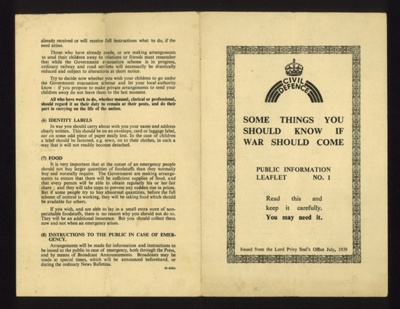 already received or will receive full instructions what to do, if the
need arises.
Those who have already made, or are making arrangements
to send their children away to relations or friends must remember
that while the Government evacuation scheme is in progress,
ordinary railway and road services will necessarily be drastically
reduced and subject to alterations at short notice.
Try to decide now whether you wish your children to go under
the Government evacuation scheme and let your local authority
know. If you propose to make private arrangements to send your
children away do not leave them to the last moment.
All who have work to do, whether manual, clerical or professional,
should regard it as their duty to remain at their posts, and do their
part in carrying on the life of the nation.
(6) IDENTITY LABELS
In war you should carry about with you your name and address
clearly written. This should be on an envelope, card or luggage label,
not on some odd piece of paper easily lost. In the case of children
a label should be fastened, e.g. sewn, on to their clothes, in such a
way that it will not readily become detached.
(7) FOOD
It is very important that at the outset of an emergency people
should not buy larger quantities of foodstuffs than they normally
buy and normally require. The Government are making arrange-
ments to ensure that there will be sufficient supplies of food, and
that every person will be able to obtain regularly his or her fair
share; and they will take steps to prevent any sudden rise in prices.
But if some people try to buy abnormal quantities, before the full
scheme of control is working, they will be taking food which should
be available for others.
If you wish, and are able to lay in a small extra store of non-
perishable foodstuffs, there is no reason why you should not do so.
They will be an additional insurance. But you should collect them
now and not when an emergency arises.
(8) INSTRUCTIONS TO THE PUBLIC IN CASE OF EMER-
GENCY.
Arrangements will be made for information and instructions to
be issued to the public in case of emergency, both through the Press,
and by means of Broadcast Announcements. Broadcasts may be
made at special times, which will be announced beforehand, or
during the ordinary News Bulletins.
CIVIL
DEFENCE
SOME THINGS YOU
SHOULD KNOW IF
WAR SHOULD COME
PUBLIC INFORMATION
LEAFLET NO. 1
Read this and
keep it carefully.
You may need it.
Issued from the Lord Privy Seal's Office July, 1939